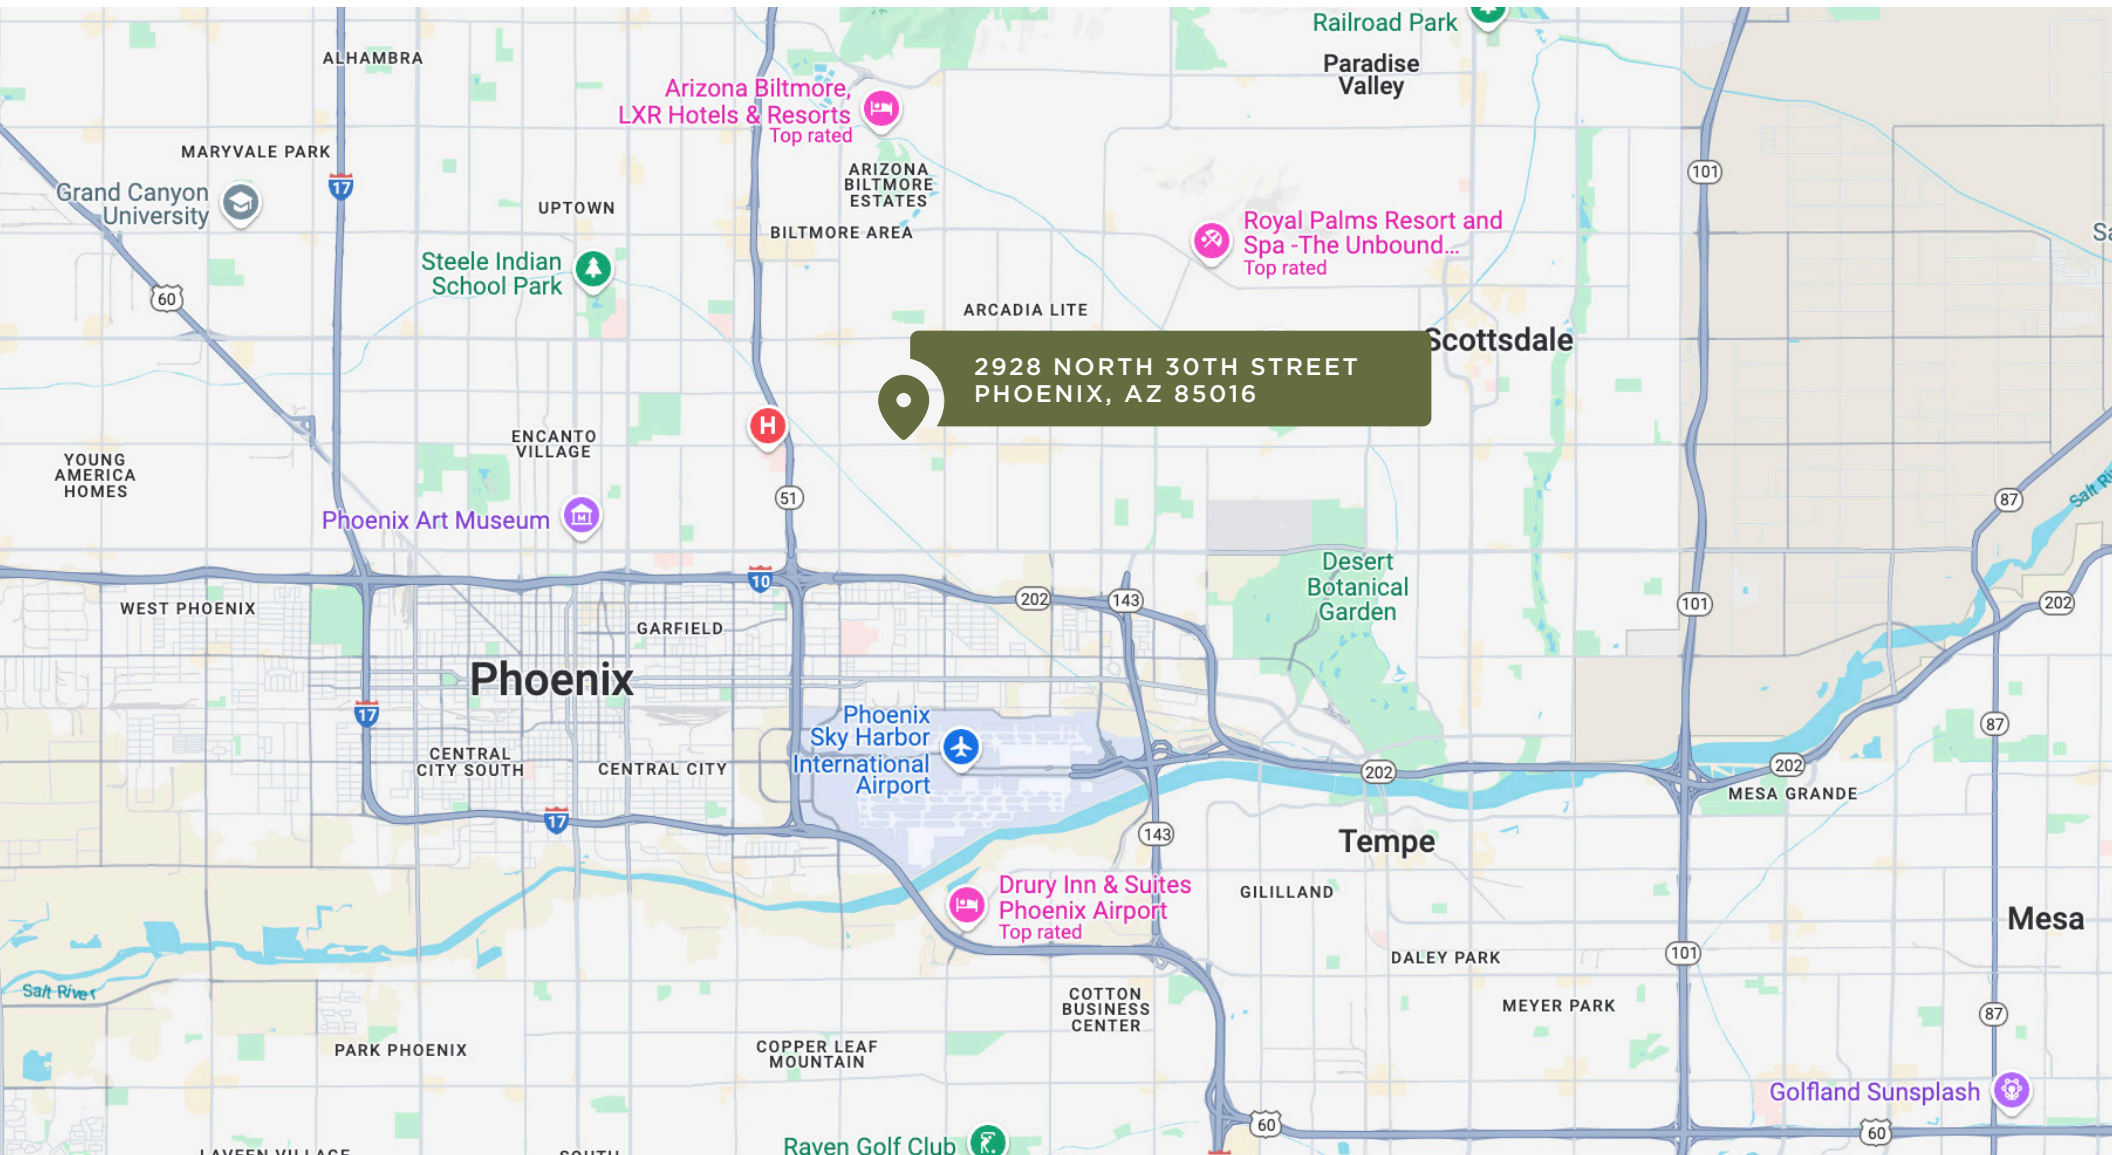 Railroad Park
ALHAMBRA
Paradise
Valley
Arizona Biltmore,
LXR Hotels & Resorts
Top rated
MARYVALE PARK
101
17
ARIZONA
BILTMORE
ESTATES
Grand Canyon
University
UPTOWN
BILTMORE AREA
Royal Palms Resort and
Spa -The Unbound...
Top rated
Steele Indian
School Park
60
ARCADIA LITE
Scottsdale
2928 NORTH 30TH STREET
PHOENIX, AZ 85016
H
ENCANTO
VILLAGE
YOUNG
AMERICA
HOMES
51
87
Salt
Phoenix Art Museum
Desert
Botanical
Garden
10
202
143
101
202
WEST PHOENIX
GARFIELD
Phoenix
17
Phoenix
Sky Harbor
International
Airport
87
CENTRAL
CITY SOUTH
CENTRAL CITY
202
202
MESA GRANDE
17
143
Tempe
Drury Inn & Suites
Phoenix Airport
Top rated
GILILLAND
Mesa
DALEY PARK
101
Salt River
COTTON
BUSINESS
CENTER
MEYER PARK
87
PARK PHOENIX
COPPER LEAF
MOUNTAIN
Golfland Sunsplash
60
60
Raven Golf Club
LAVEEN VILLAGE
SOUTH